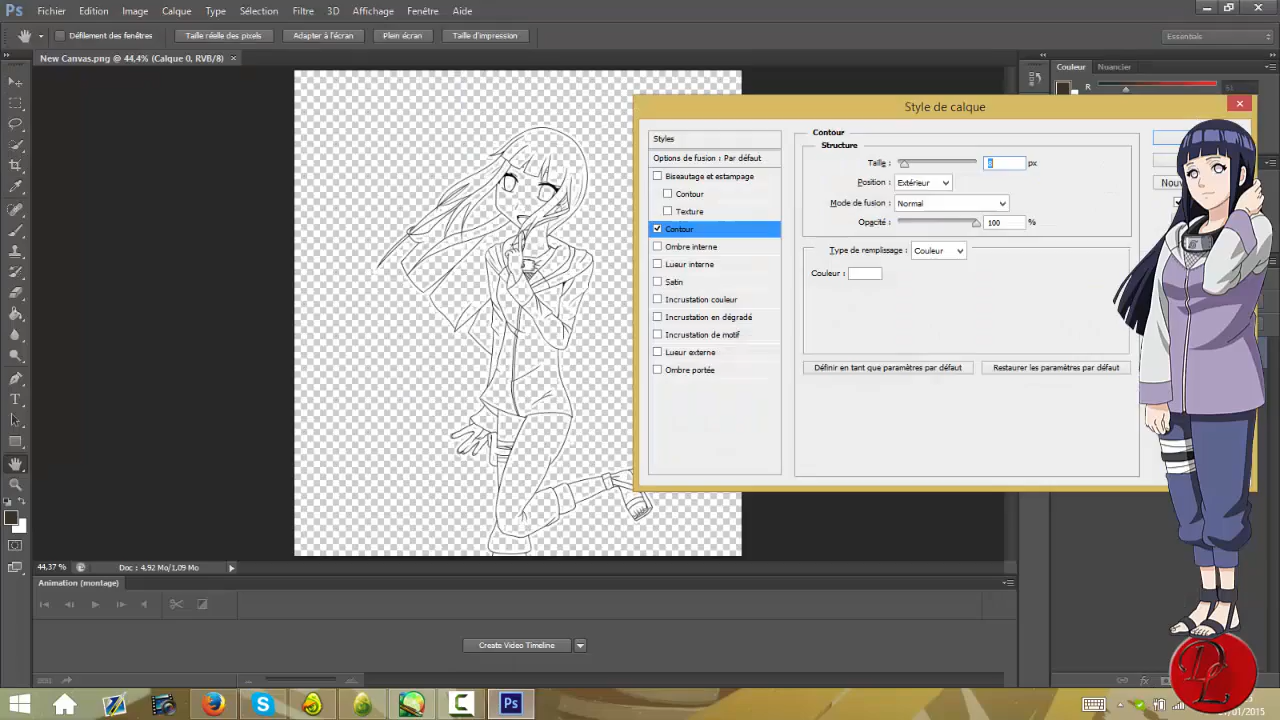 Ps Fichier Edition Image Calque Type Sélection Filtre 3D Affichage Fenêtre Aide
Défilement des fenêtres Taille réelle des pixels Adapter à l'écran Plein écran Taille d'impression Essentials
New Canvas.png @ 44,4% (Calque 0, RVB/8) ×
Couleur Nuancier
R
Style de calque
Styles
Options de fusion : Par défaut
Biseautage et estampage
Contour
Texture
Contour
Ombre interne
Lueur interne
Satin
Incrustation couleur
Incrustation en dégradé
Incrustation de motif
Lueur externe
Ombre portée
Contour
Structure
Taille : px
Position : Extérieur
Mode de fusion : Normal
Opacité : 100 %
Type de remplissage : Couleur
Couleur :
Définir en tant que paramètres par défaut Restaurer les paramètres par défaut
44,37 % Doc : 4,92 Mo/1,09 Mo
Animation (montage)
Create Video Timeline
Ps